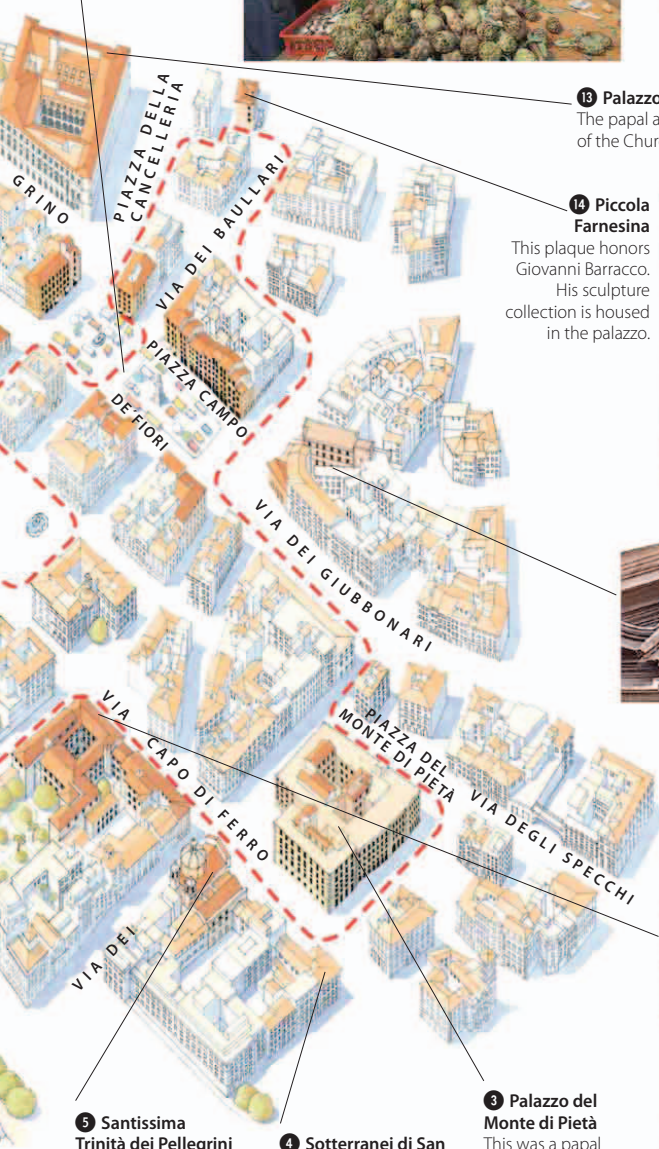 13 Palazzo
The papal a
of the Chur
PIAZZA DELLA
CANCELLERIA
GRINO
VIA DEI BAULLARI
14 Piccola
Farnesina
This plaque honors
Giovanni Barracco.
His sculpture
collection is housed
in the palazzo.
PIAZZA CAMPO
DE' FIORI
VIA DEI GIUBBONARI
PIAZZA DEL
MONTE DI PIETÀ
VIA CAPO DI FERRO
VIA DEGLI SPECCHI
VIA DEI
5 Santissima
Trinità dei Pellegrini
4 Sotterranei di San
3 Palazzo del
Monte di Pietà
This was a papal